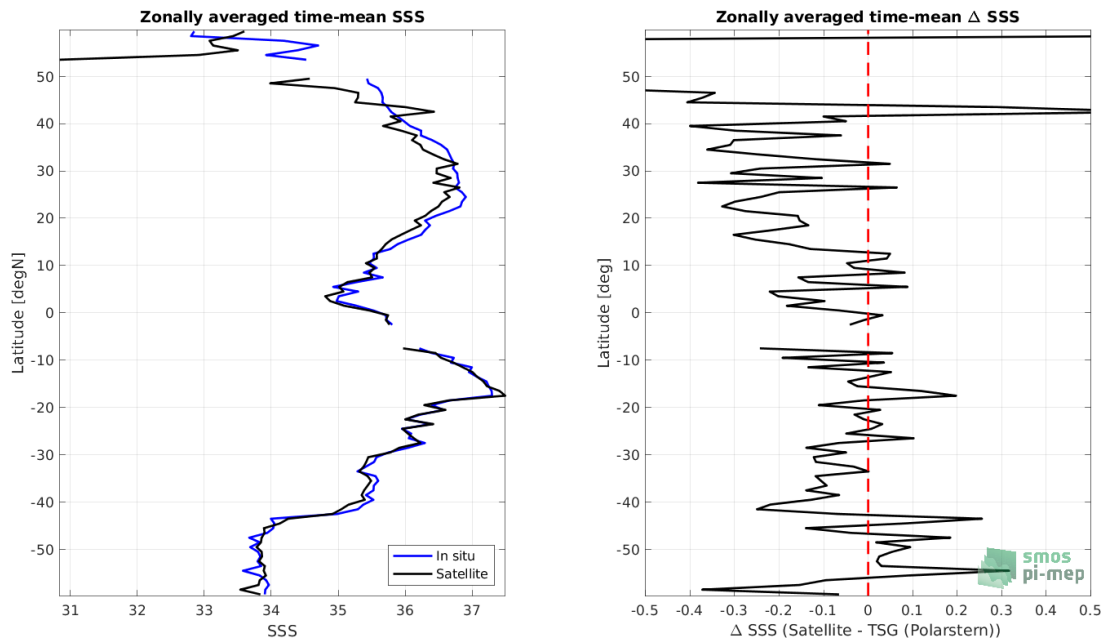 Zonally averaged time-mean SSS
50
40
30
20
10
0
-10
-20
-30
-40
-50
Latitude [degN]
In situ
Satellite
31 32 33 34 35 36 37
SSS
Zonally averaged time-mean Δ SSS
50
40
30
20
10
0
-10
-20
-30
-40
-50
Latitude [deg]
smos
pi-mep
-0.5 -0.4 -0.3 -0.2 -0.1 0 0.1 0.2 0.3 0.4 0.5
Δ SSS (Satellite - TSG (Polarstern))